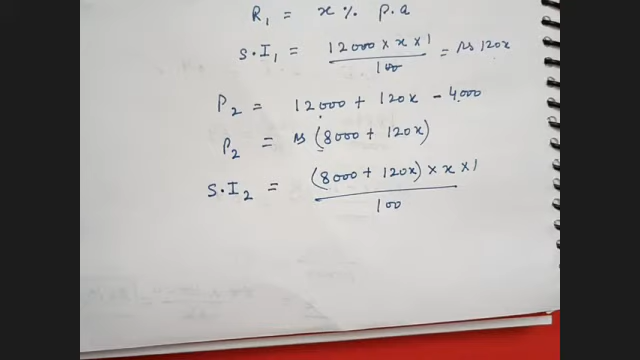 R₁ = x % p.a
S.I₁ = 12000 × x × 1 / 100 = Rs 120x
P₂ = 12000 + 120x - 4000
P₂ = Rs (8000 + 120x)
S.I₂ = (8000 + 120x) × x × 1 / 100